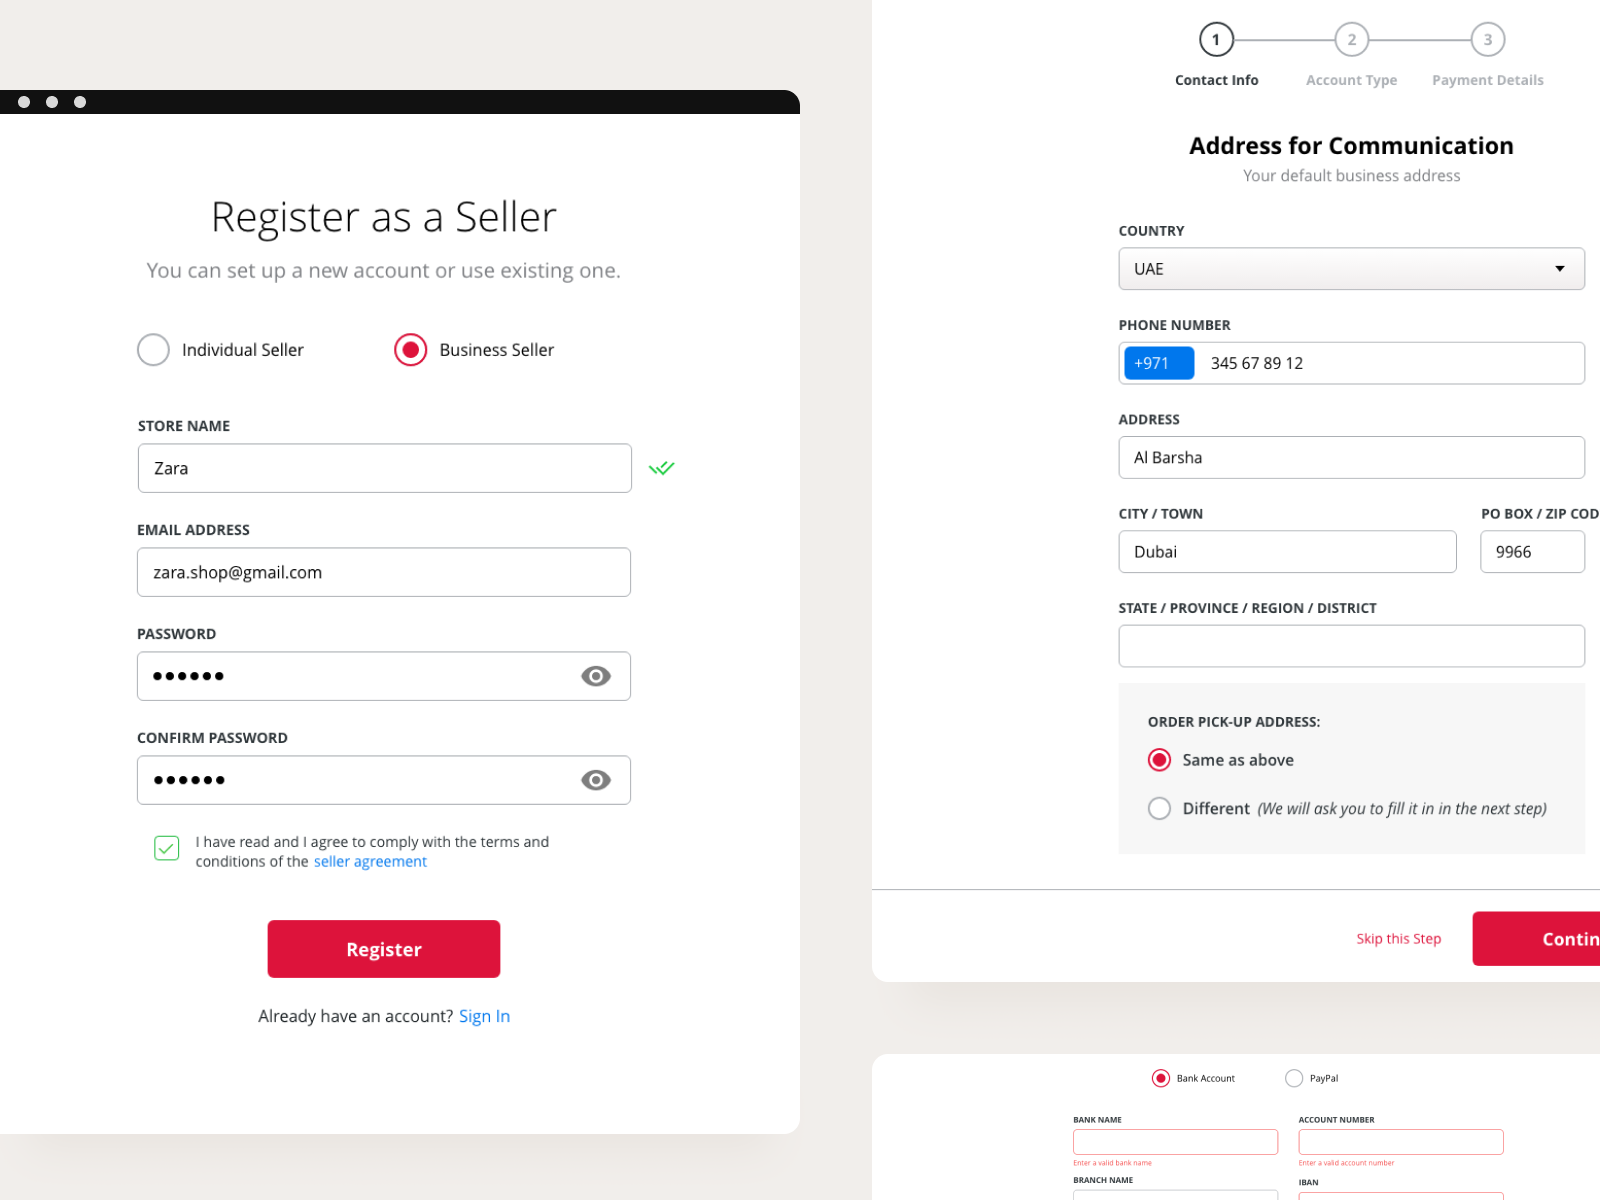 Register as a Seller
You can set up a new account or use existing one.
Individual Seller
Business Seller
STORE NAME
Zara
EMAIL ADDRESS
zara.shop@gmail.com
PASSWORD
CONFIRM PASSWORD
I have read and I agree to comply with the terms and
conditions of the seller agreement
Register
Already have an account? Sign In
1
2
3
Contact Info
Account Type
Payment Details
Address for Communication
Your default business address
COUNTRY
UAE
PHONE NUMBER
+971 345 67 89 12
ADDRESS
Al Barsha
CITY / TOWN
Dubai
PO BOX / ZIP COD
9966
STATE / PROVINCE / REGION / DISTRICT
ORDER PICK-UP ADDRESS:
Same as above
Different (We will ask you to fill it in in the next step)
Skip this Step
Contin
Bank Account
PayPal
BANK NAME
Enter a valid bank name
ACCOUNT NUMBER
Enter a valid account number
BRANCH NAME
IBAN